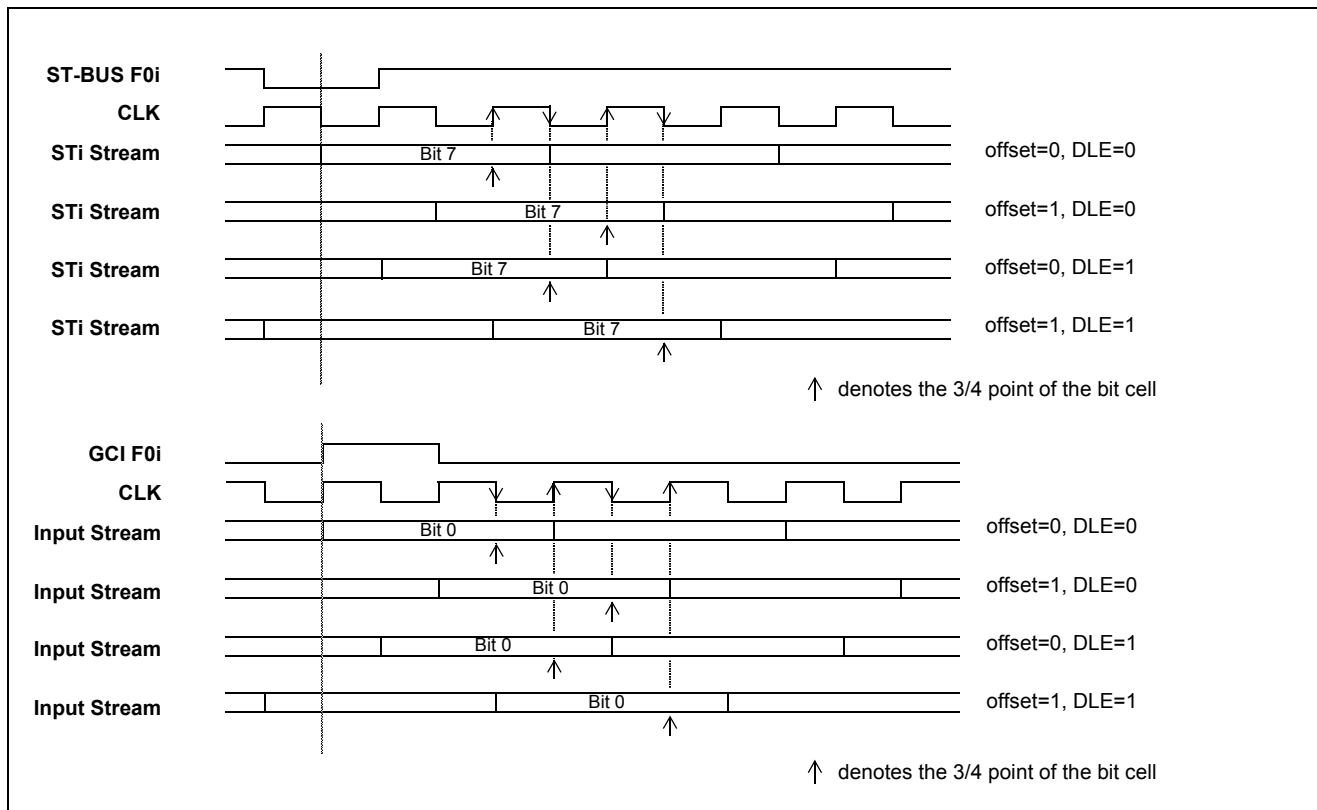 ST-BUS F0i
CLK
STi Stream Bit 7 offset=0, DLE=0
STi Stream Bit 7 offset=1, DLE=0
STi Stream Bit 7 offset=0, DLE=1
STi Stream Bit 7 offset=1, DLE=1
denotes the 3/4 point of the bit cell
GCI F0i
CLK
Input Stream Bit 0 offset=0, DLE=0
Input Stream Bit 0 offset=1, DLE=0
Input Stream Bit 0 offset=0, DLE=1
Input Stream Bit 0 offset=1, DLE=1
denotes the 3/4 point of the bit cell